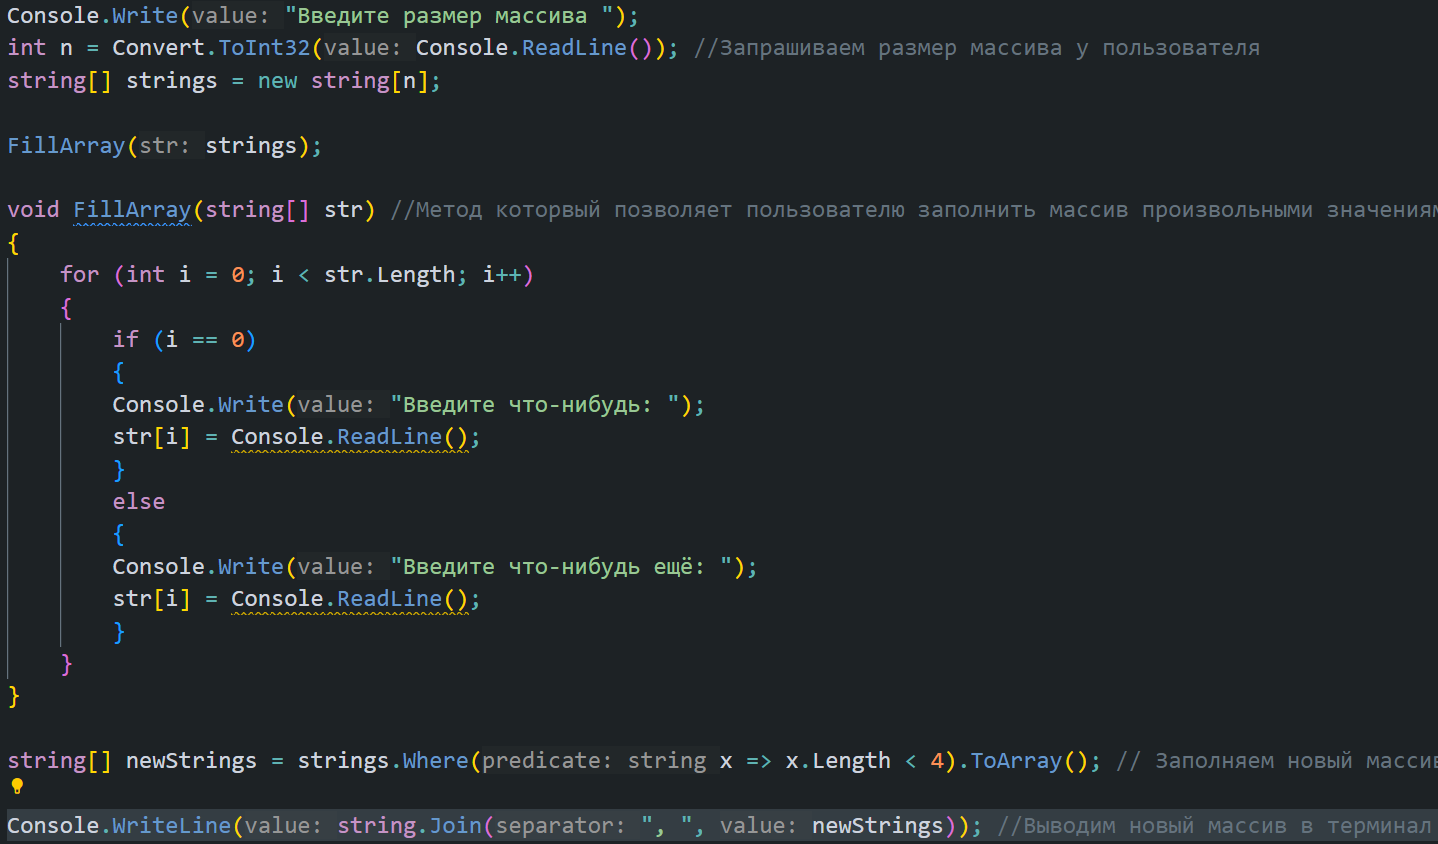 Console.Write(value: "Введите размер массива ");
int n = Convert.ToInt32(value: Console.ReadLine()); //Запрашиваем размер массива у пользователя
string[] strings = new string[n];
FillArray(str: strings);
void FillArray(string[] str) //Метод которвый позволяет пользователю заполнить массив произвольными значениям
{
for (int i = 0; i < str.Length; i++)
{
if (i == 0)
{
Console.Write(value: "Введите что-нибудь: ");
str[i] = Console.ReadLine();
}
else
{
Console.Write(value: "Введите что-нибудь ещё: ");
str[i] = Console.ReadLine();
}
}
}
string[] newStrings = strings.Where(predicate: string x => x.Length < 4).ToArray(); // Заполняем новый массив
Console.WriteLine(value: string.Join(separator: ", ", value: newStrings)); //Выводим новый массив в терминал